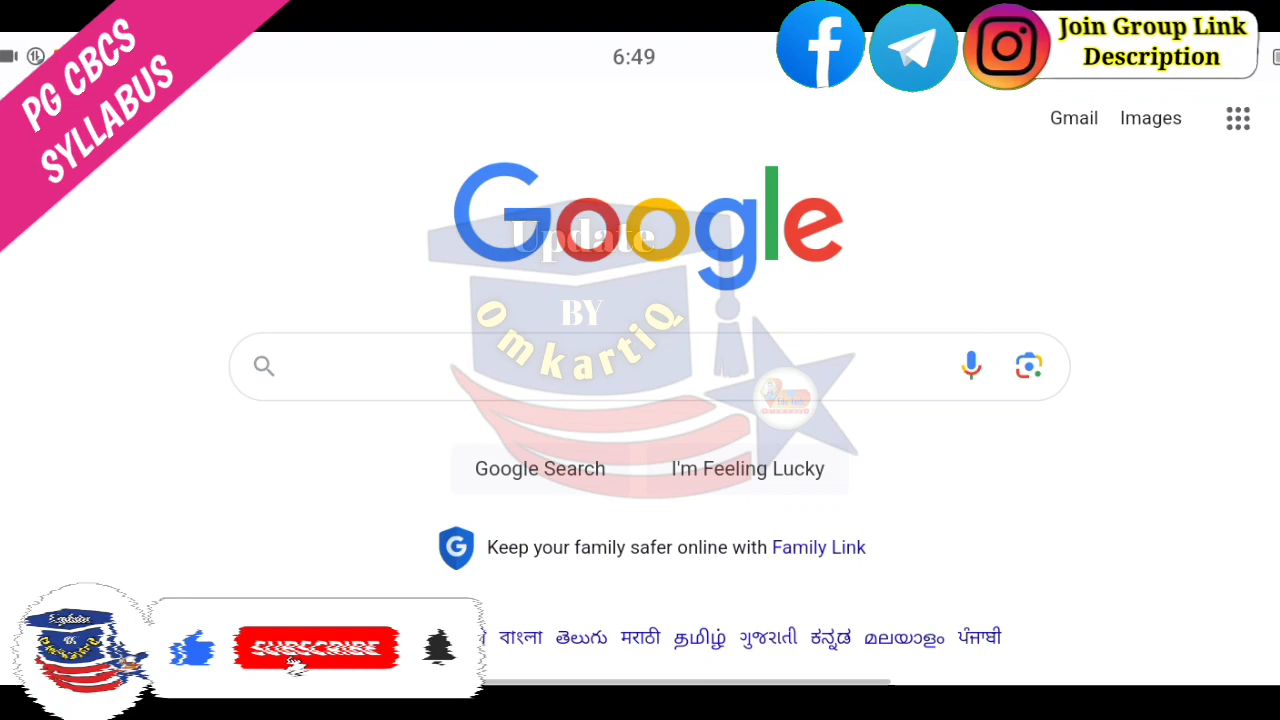 PG CBCS
SYLLABUS
6:49
Join Group Link
Description
Gmail Images
Google
Update
BY
OmkartiQ
Google Search I'm Feeling Lucky
Keep your family safer online with Family Link
বাংলা తెలుగు मराठी தமிழ் ગુજરાતી ಕನ್ನಡ മലയാളം ਪੰਜਾਬੀ
SUBSCRIBE